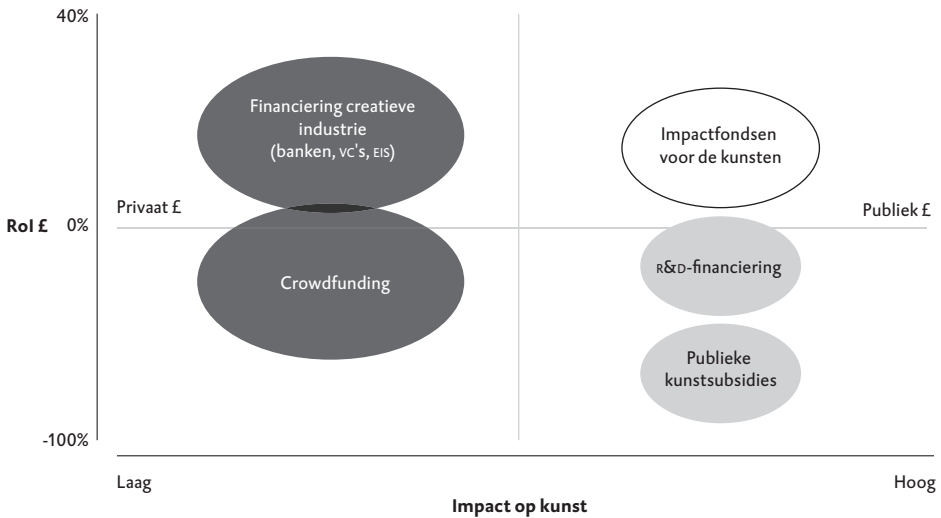 40%
Financiering creatieve
industrie
(banken, VC's, EIS)
Impactfondsen
voor de kunsten
Privaat £
Publiek £
RoI £
0%
R&D-financiering
Crowdfunding
Publieke
kunstsubsidies
-100%
Laag
Hoog
Impact op kunst